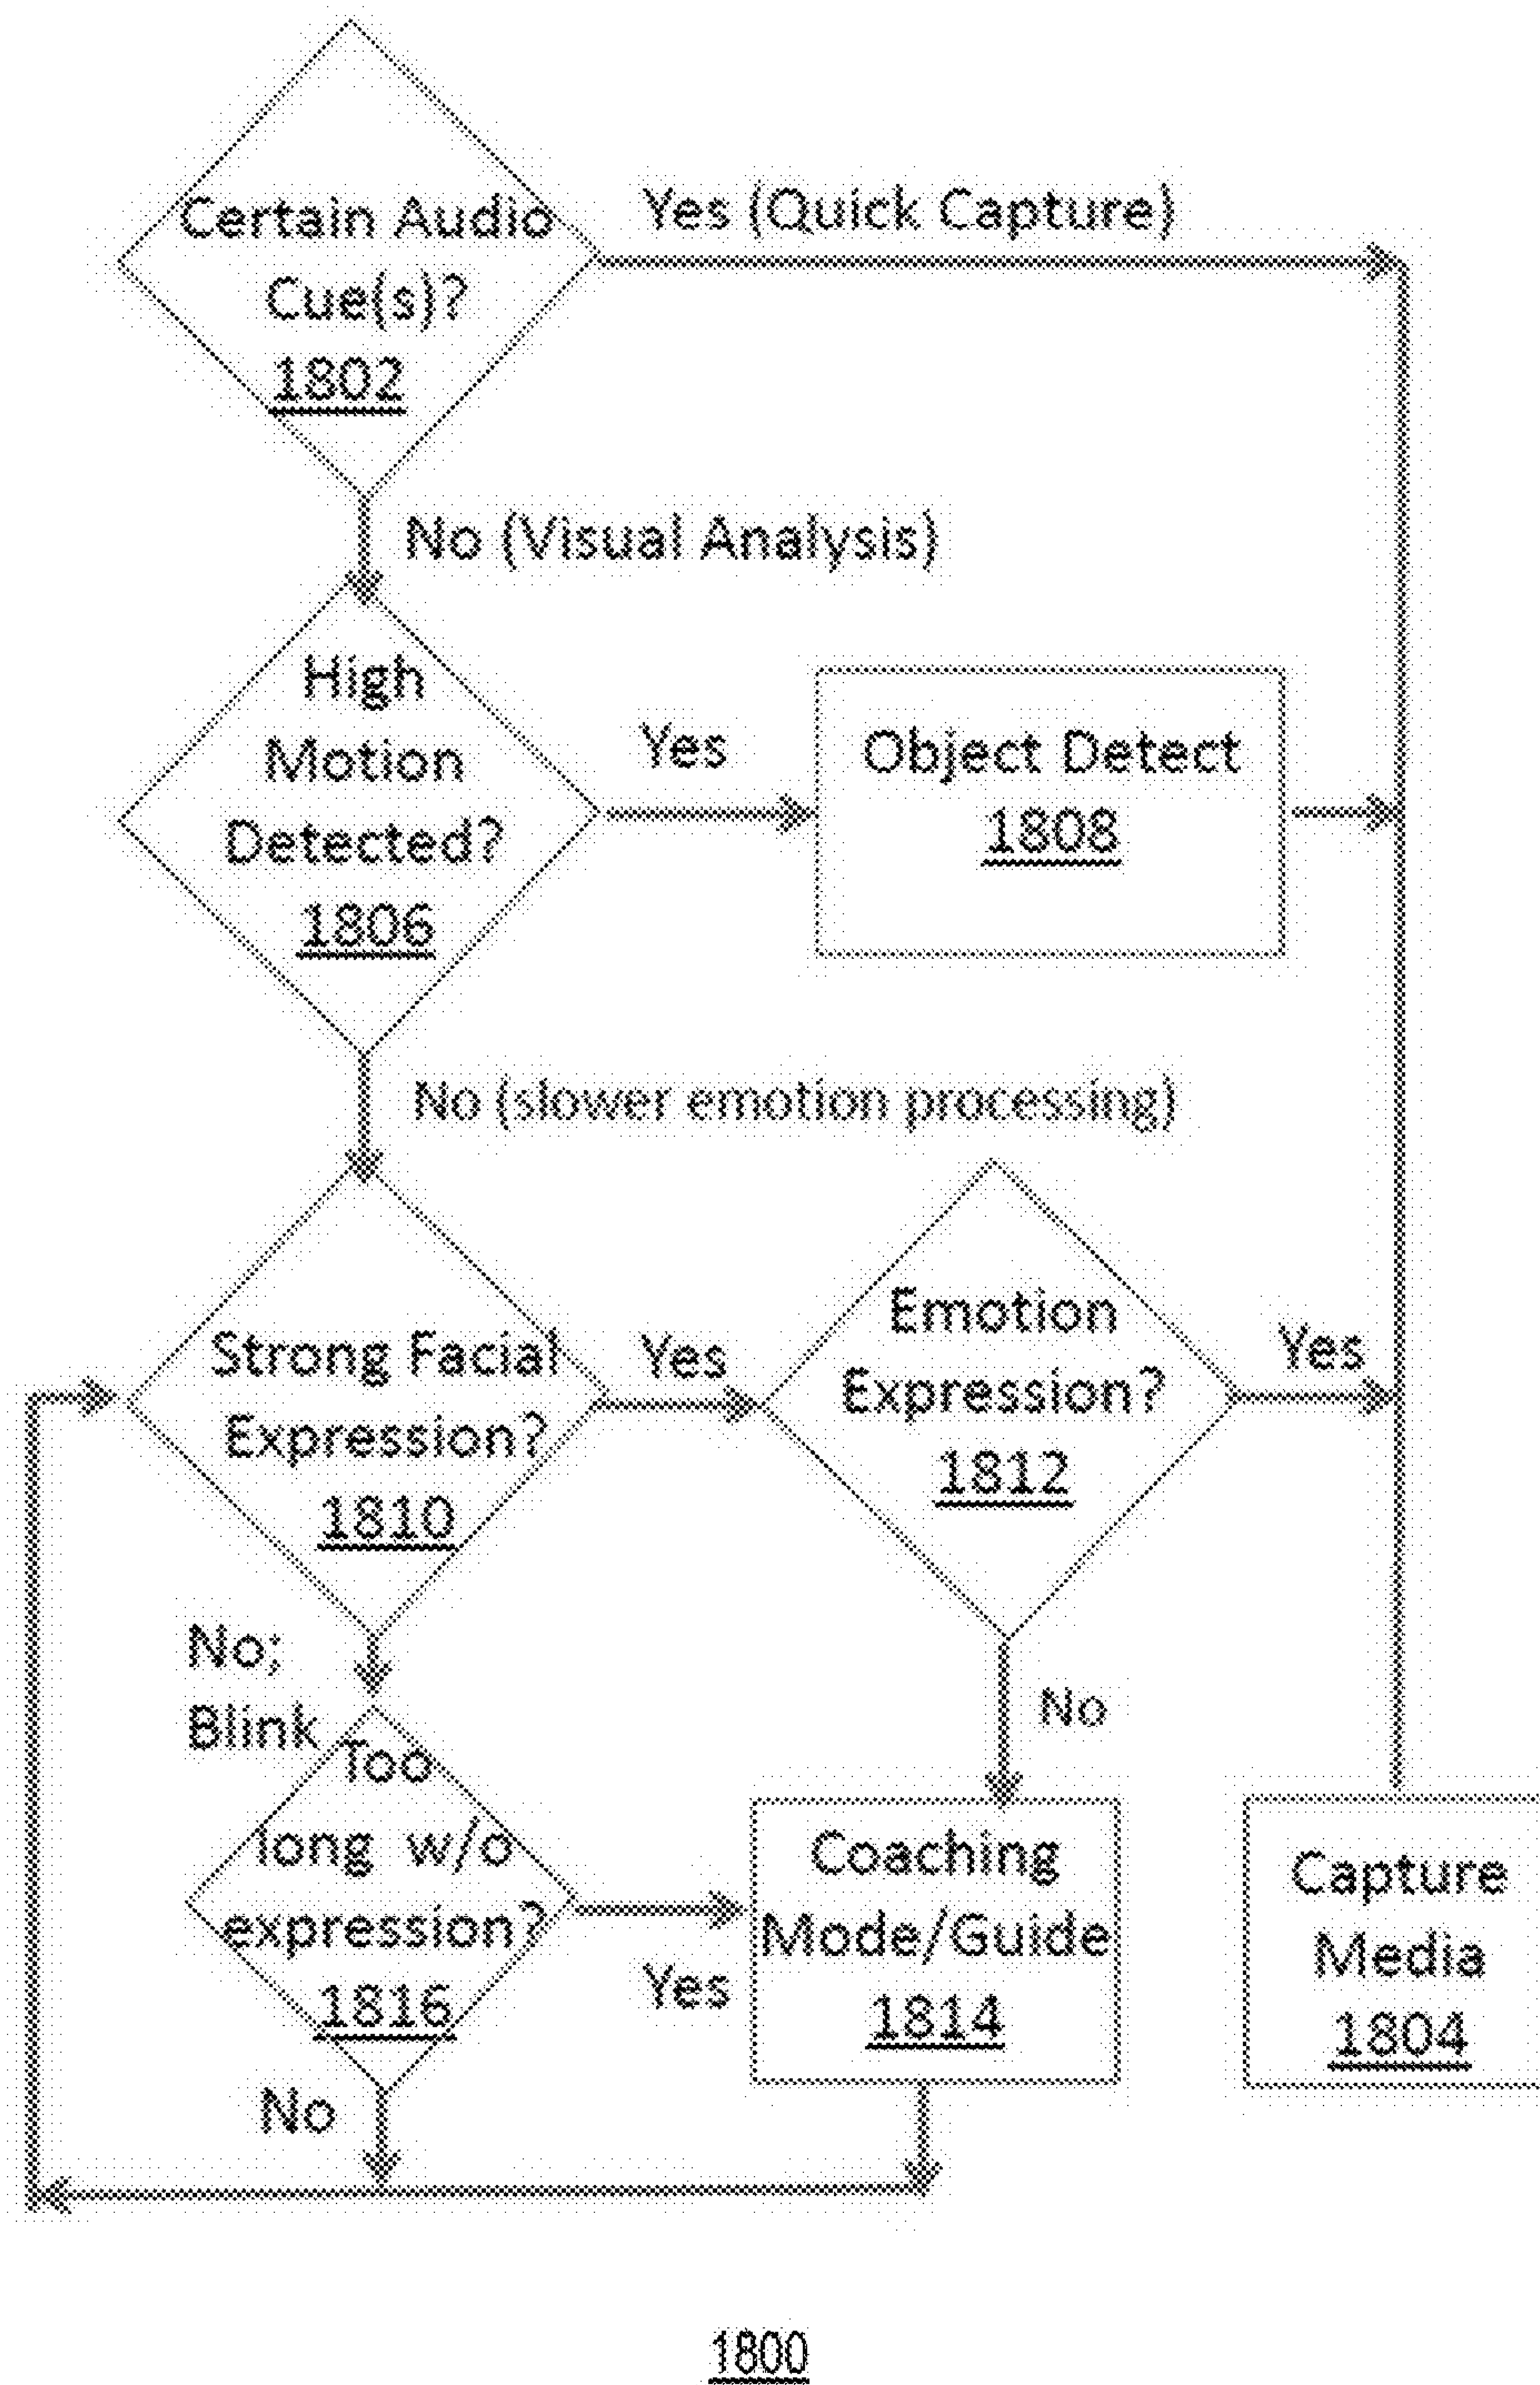 Certain Audio
Cue(s)?
1802
Yes (Quick Capture)
No (Visual Analysis)
High
Motion
Detected?
1806
Yes
Object Detect
1808
No (slower emotion processing)
Strong Facial
Expression?
1810
Yes
Emotion
Expression?
1812
Yes
No;
Blink
No
Too
long w/o
expression?
1816
Yes
Coaching
Mode/Guide
1814
Capture
Media
1804
No
1800